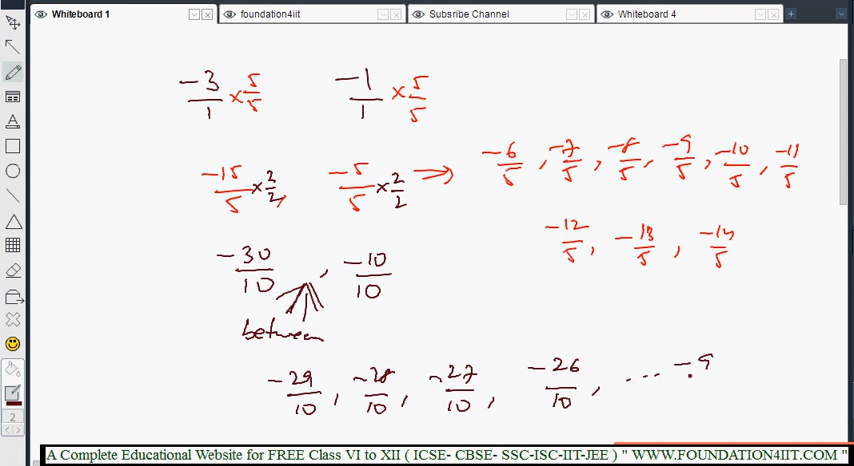 Whiteboard 1 foundation4iit Subsribe Channel Whiteboard 4
-3/1 × 5/5 -1/1 × 5/5
-15/5 × 2/2, -5/5 × 2/2 → -6/5, -7/5, -8/5, -9/5, -10/5, -11/5
-12/5, -13/5, -14/5
-30/10, -10/10
between
-29/10, -28/10, -27/10, -26/10, ... -9
2
A Complete Educational Website for FREE Class VI to XII ( ICSE- CBSE- SSC-ISC-IIT-JEE ) " WWW.FOUNDATION4IIT.COM "